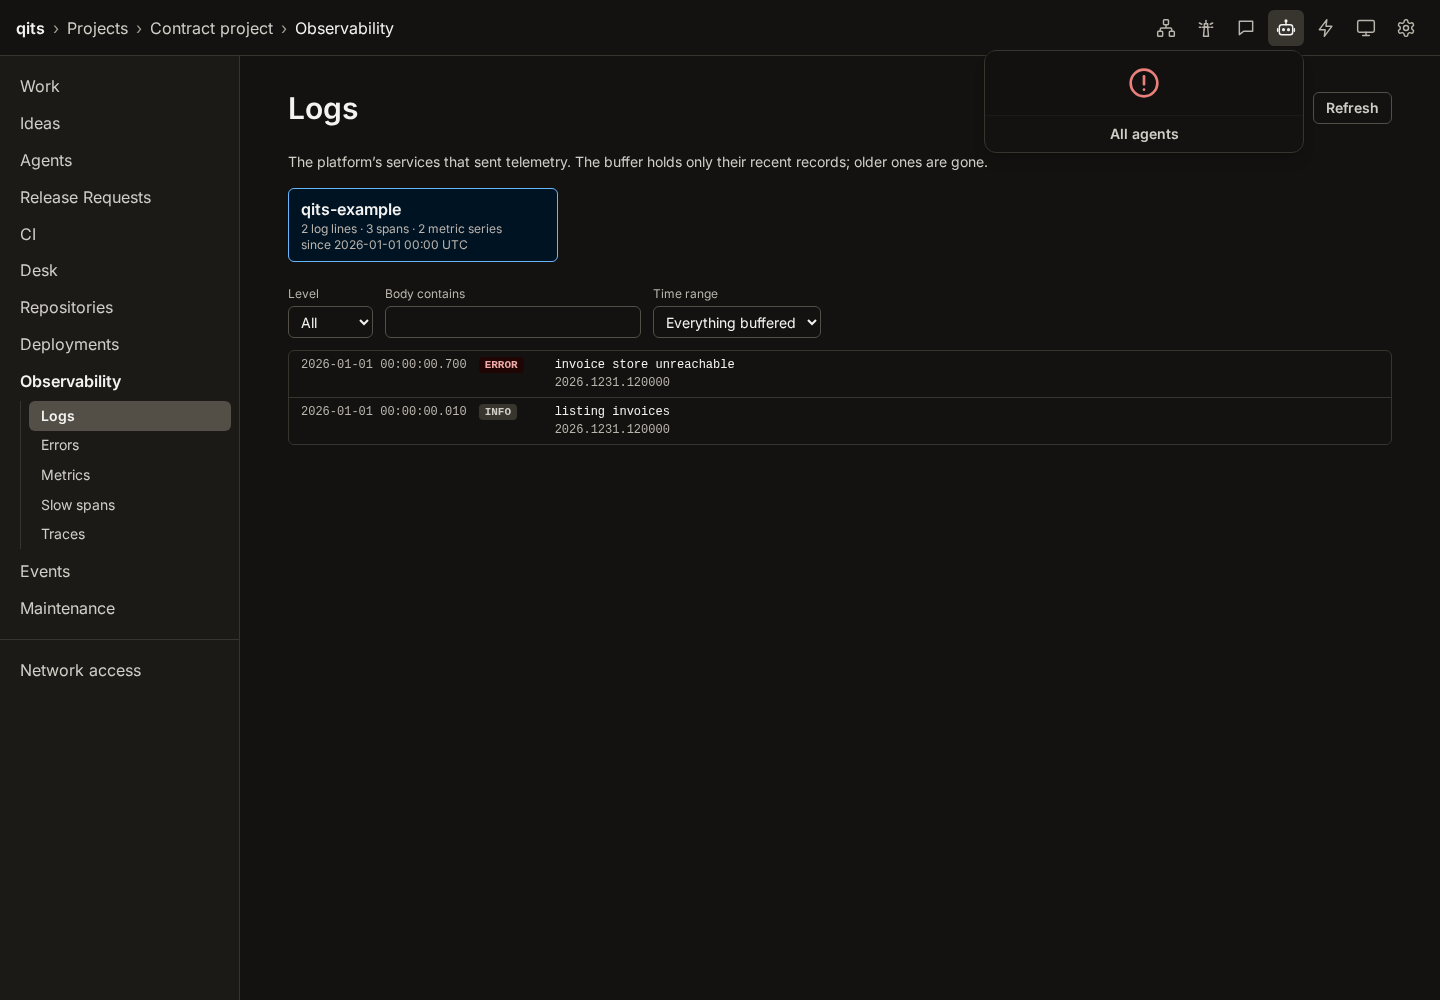 qits › Projects › Contract project › Observability
All agents
Work
Ideas
Agents
Release Requests
CI
Desk
Repositories
Deployments
Observability
Logs
Errors
Metrics
Slow spans
Traces
Events
Maintenance
Network access
Logs
Refresh
The platform’s services that sent telemetry. The buffer holds only their recent records; older ones are gone.
qits-example
2 log lines · 3 spans · 2 metric series
since 2026-01-01 00:00 UTC
Level Body contains Time range
All Everything buffered
2026-01-01 00:00:00.700 ERROR invoice store unreachable
2026.1231.120000
2026-01-01 00:00:00.010 INFO listing invoices
2026.1231.120000